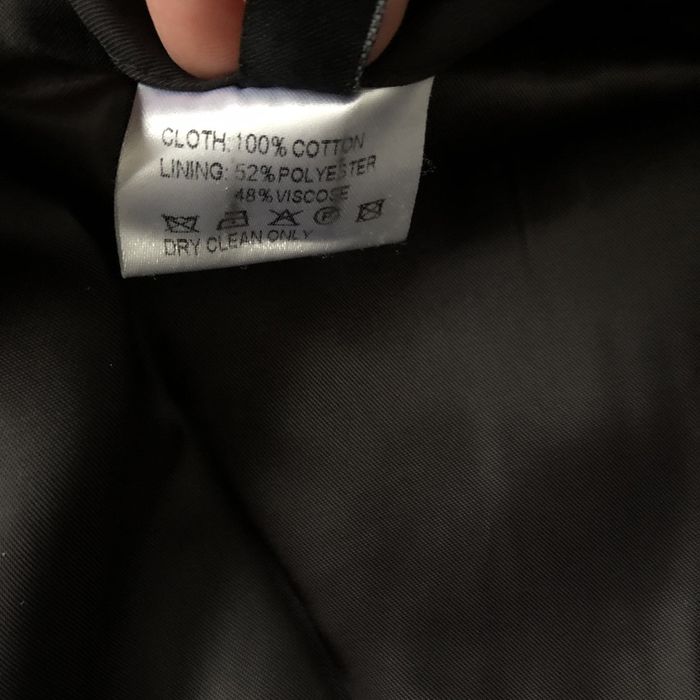 CLOTH: 100% COTTON
LINING: 52% POLYESTER
48% VISCOSE
P
DRY CLEAN ONLY